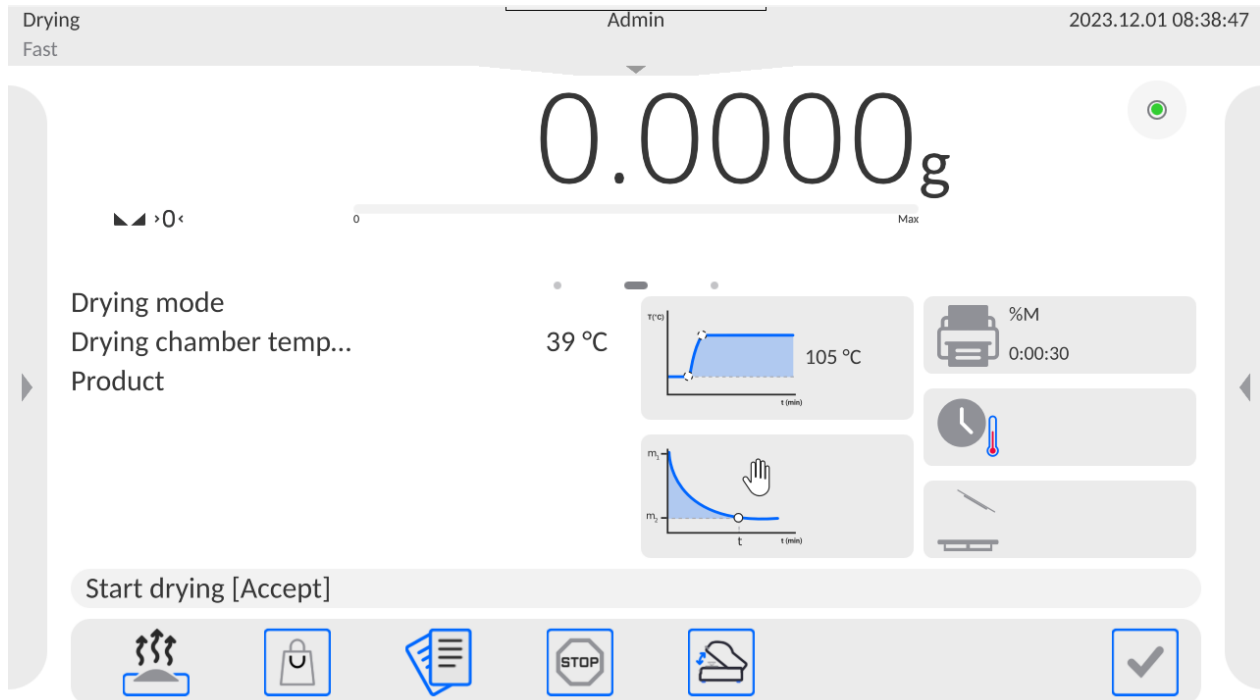 Drying
Admin
2023.12.01 08:38:47
Fast
0.0000 g
›0‹
0
Max
Drying mode
Drying chamber temp...
39 °C
Product
T(°C)
105 °C
t (min)
%M
0:00:30
m₁
m₂
t
t (min)
Start drying [Accept]
STOP